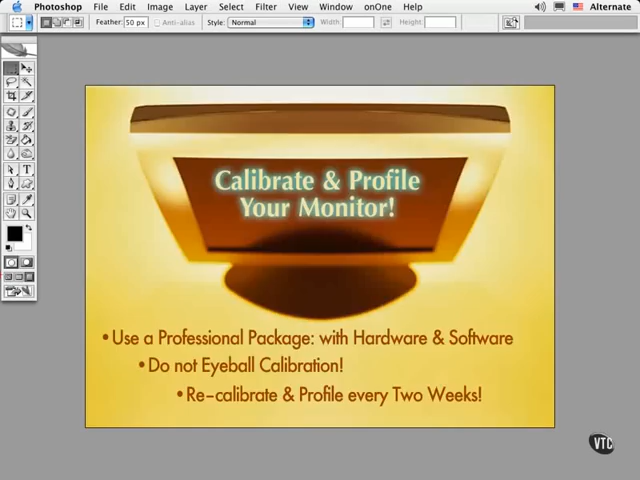 Photoshop File Edit Image Layer Select Filter View Window onOne Help Alternate
Feather: 50 px Anti-alias Style: Normal Width: Height:
Calibrate & Profile
Your Monitor!
•Use a Professional Package: with Hardware & Software
•Do not Eyeball Calibration!
•Re-calibrate & Profile every Two Weeks!
VTC